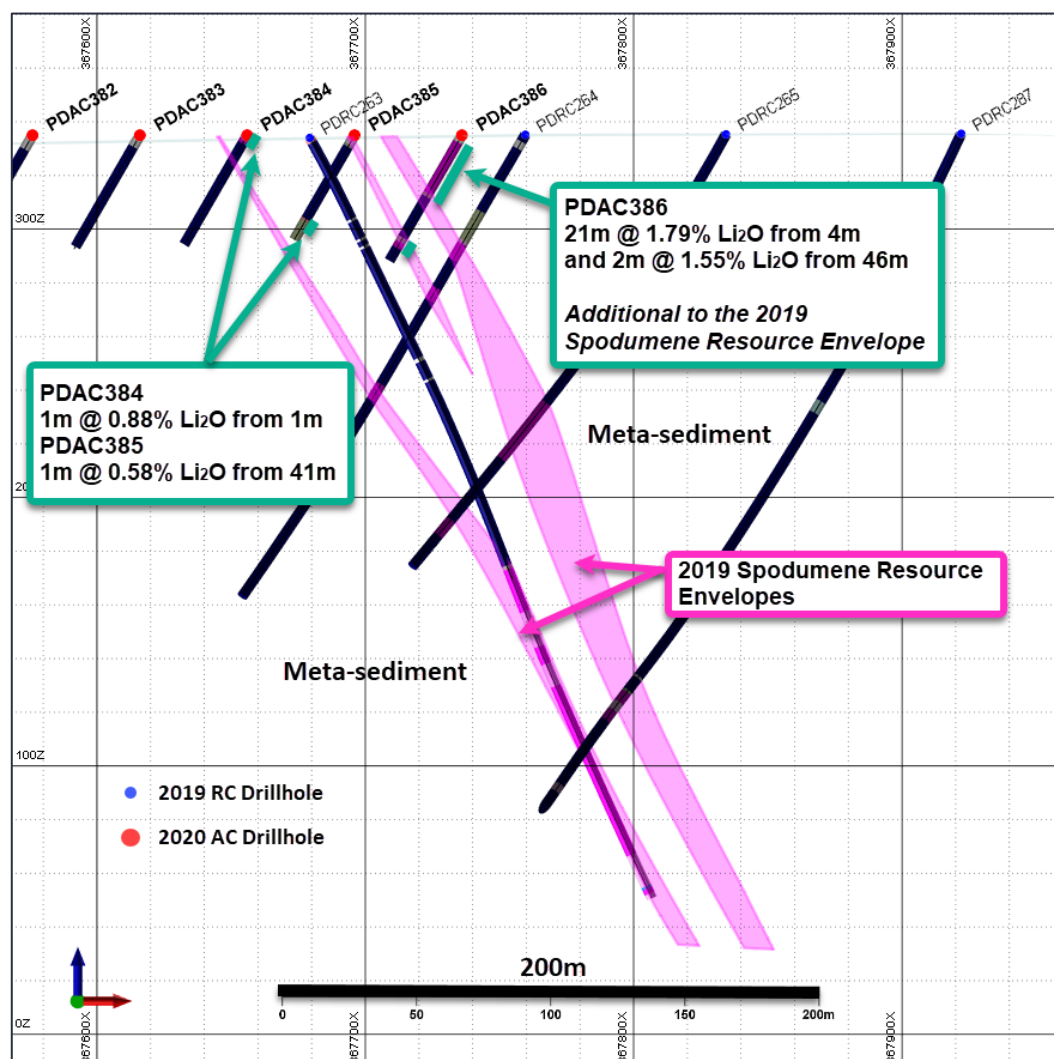 367600X
367700X
367800X
367900X
PDAC382
PDAC383
PDAC384
PDRC263
PDAC385
PDAC386
PDRC264
PDRC265
PDRC287
300Z
PDAC386
21m @ 1.79% Li₂O from 4m
and 2m @ 1.55% Li₂O from 46m
Additional to the 2019
Spodumene Resource Envelope
PDAC384
1m @ 0.88% Li₂O from 1m
PDAC385
1m @ 0.58% Li₂O from 41m
Meta-sediment
2019 Spodumene Resource
Envelopes
Meta-sediment
100Z
2019 RC Drillhole
2020 AC Drillhole
200m
0
50
100
150
200m
0Z
367600X
367700X
367800X
367900X